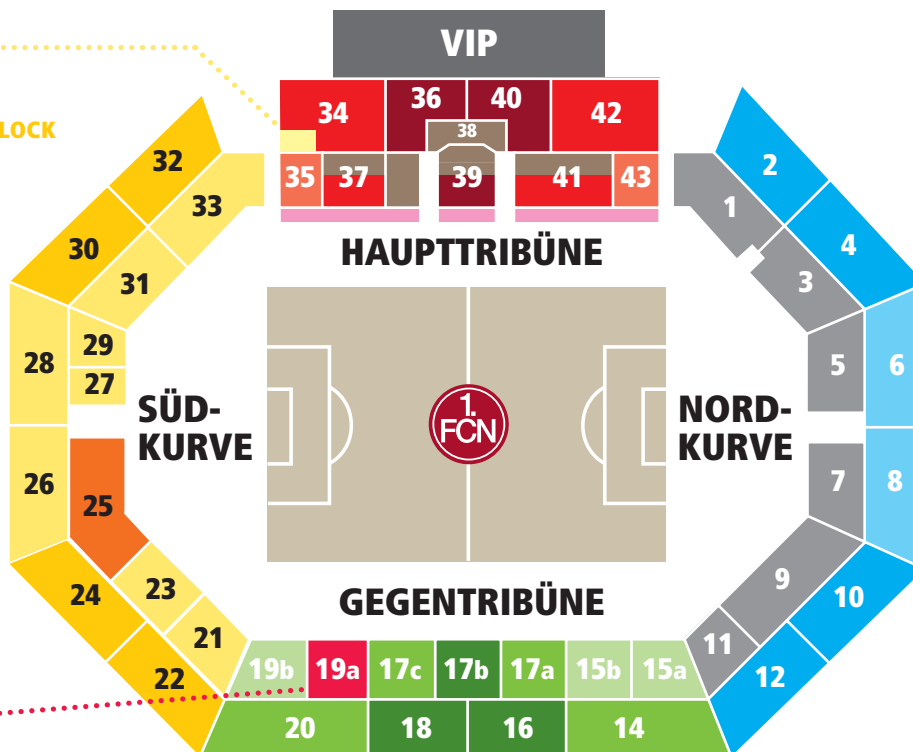 VIP
34
36
40
42
38
35
37
39
41
43
LOCK
32
33
30
31
2
1
4
3
HAUPTTRIBÜNE
28
29
27
5
6
SÜD-
KURVE
1.
FCN
NORD-
KURVE
26
25
7
8
24
23
21
22
9
10
11
12
GEGENTRIBÜNE
19b
19a
17c
17b
17a
15b
15a
20
18
16
14